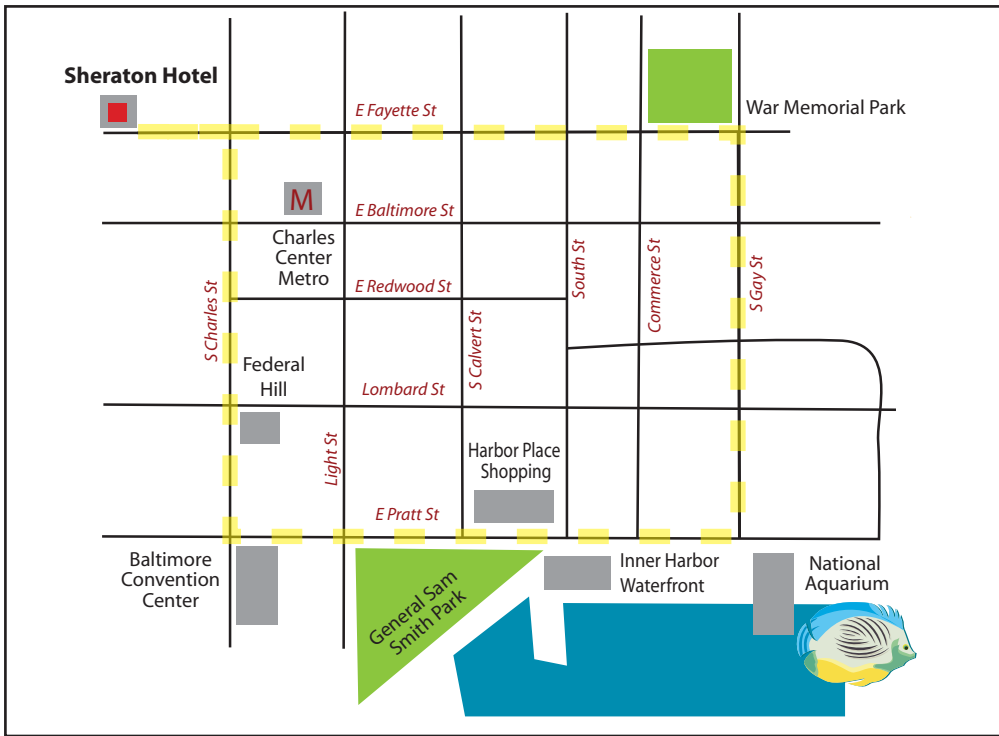 Sheraton Hotel
E Fayette St
War Memorial Park
M
E Baltimore St
Charles
Center
Metro
S Charles St
E Redwood St
South St
Commerce St
S Gay St
S Calvert St
Federal
Hill
Lombard St
Light St
Harbor Place
Shopping
E Pratt St
Baltimore
Convention
Center
General Sam
Smith Park
Inner Harbor
Waterfront
National
Aquarium